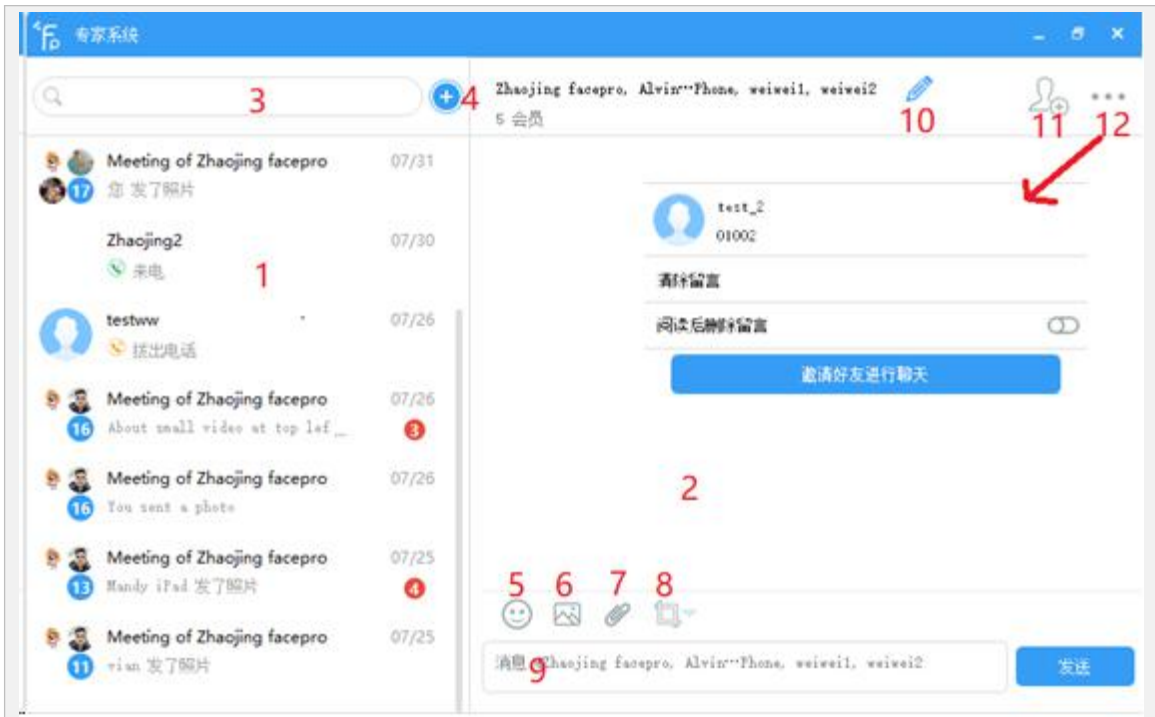 专家系统
3
4
Zhaojing facepro, Alvin…Phone, weiwei1, weiwei2
5 会员
10
11
12
Meeting of Zhaojing facepro 07/31
17 您 发了照片
Zhaojing2 07/30
来电
1
testww 07/26
拨出电话
Meeting of Zhaojing facepro 07/26
16 About small video at top lef 3
Meeting of Zhaojing facepro 07/26
16 You sent a photo
Meeting of Zhaojing facepro 07/25
13 Mandy iPad 发了照片 4
Meeting of Zhaojing facepro 07/25
11 vian 发了照片
test_2
01002
清除留言
阅读后删除留言
邀请好友进行聊天
2
5 6 7 8
消息 Zhaojing facepro, Alvin…Phone, weiwei1, weiwei2
9
发送